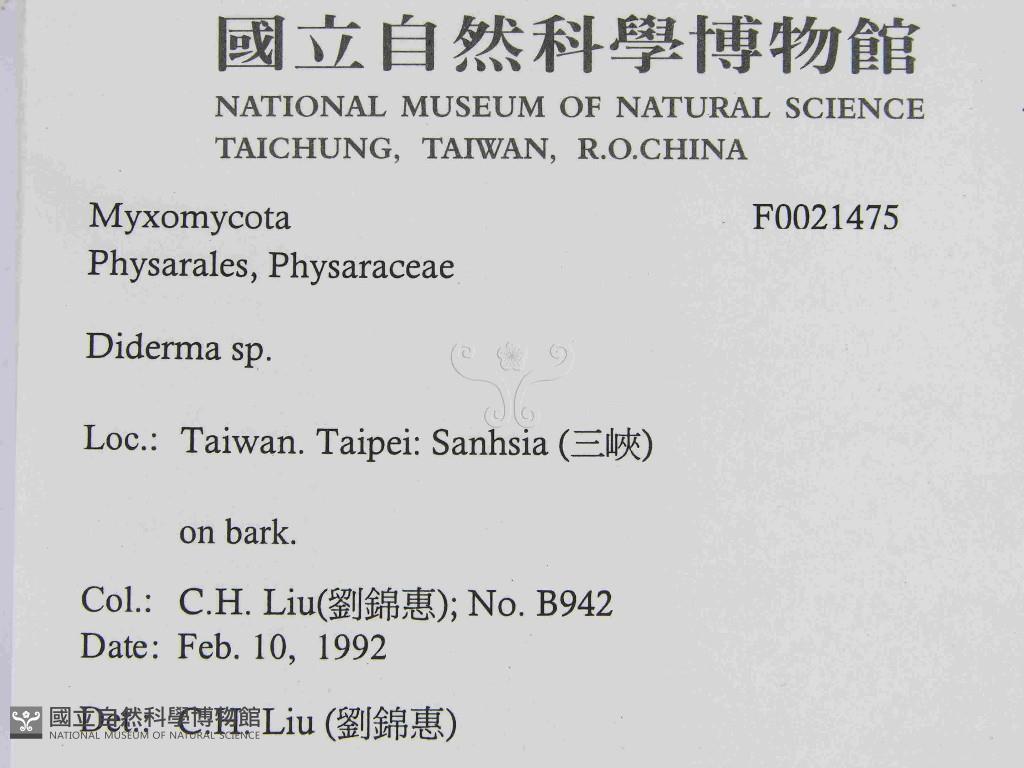 國立自然科學博物館
NATIONAL MUSEUM OF NATURAL SCIENCE
TAICHUNG, TAIWAN, R.O.CHINA
Myxomycota F0021475
Physarales, Physaraceae
Diderma sp.
Loc.: Taiwan. Taipei: Sanhsia (三峽)
on bark.
Col.: C.H. Liu(劉錦惠); No. B942
Date: Feb. 10, 1992
Det.: C.H. Liu (劉錦惠)
國立自然科學博物館
NATIONAL MUSEUM OF NATURAL SCIENCE